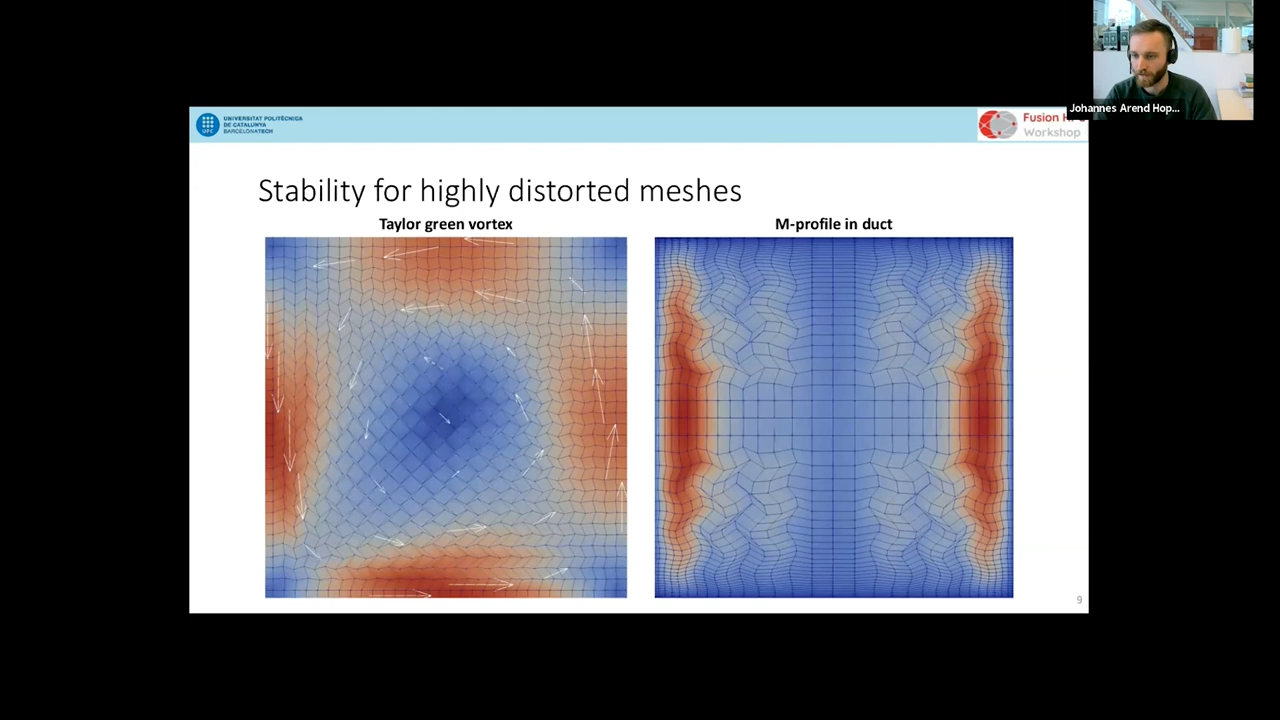 Johannes Arend Hop...
UNIVERSITAT POLITÈCNICA
DE CATALUNYA
BARCELONATECH
UPC
Fusion
Workshop
Stability for highly distorted meshes
Taylor green vortex
M-profile in duct
9